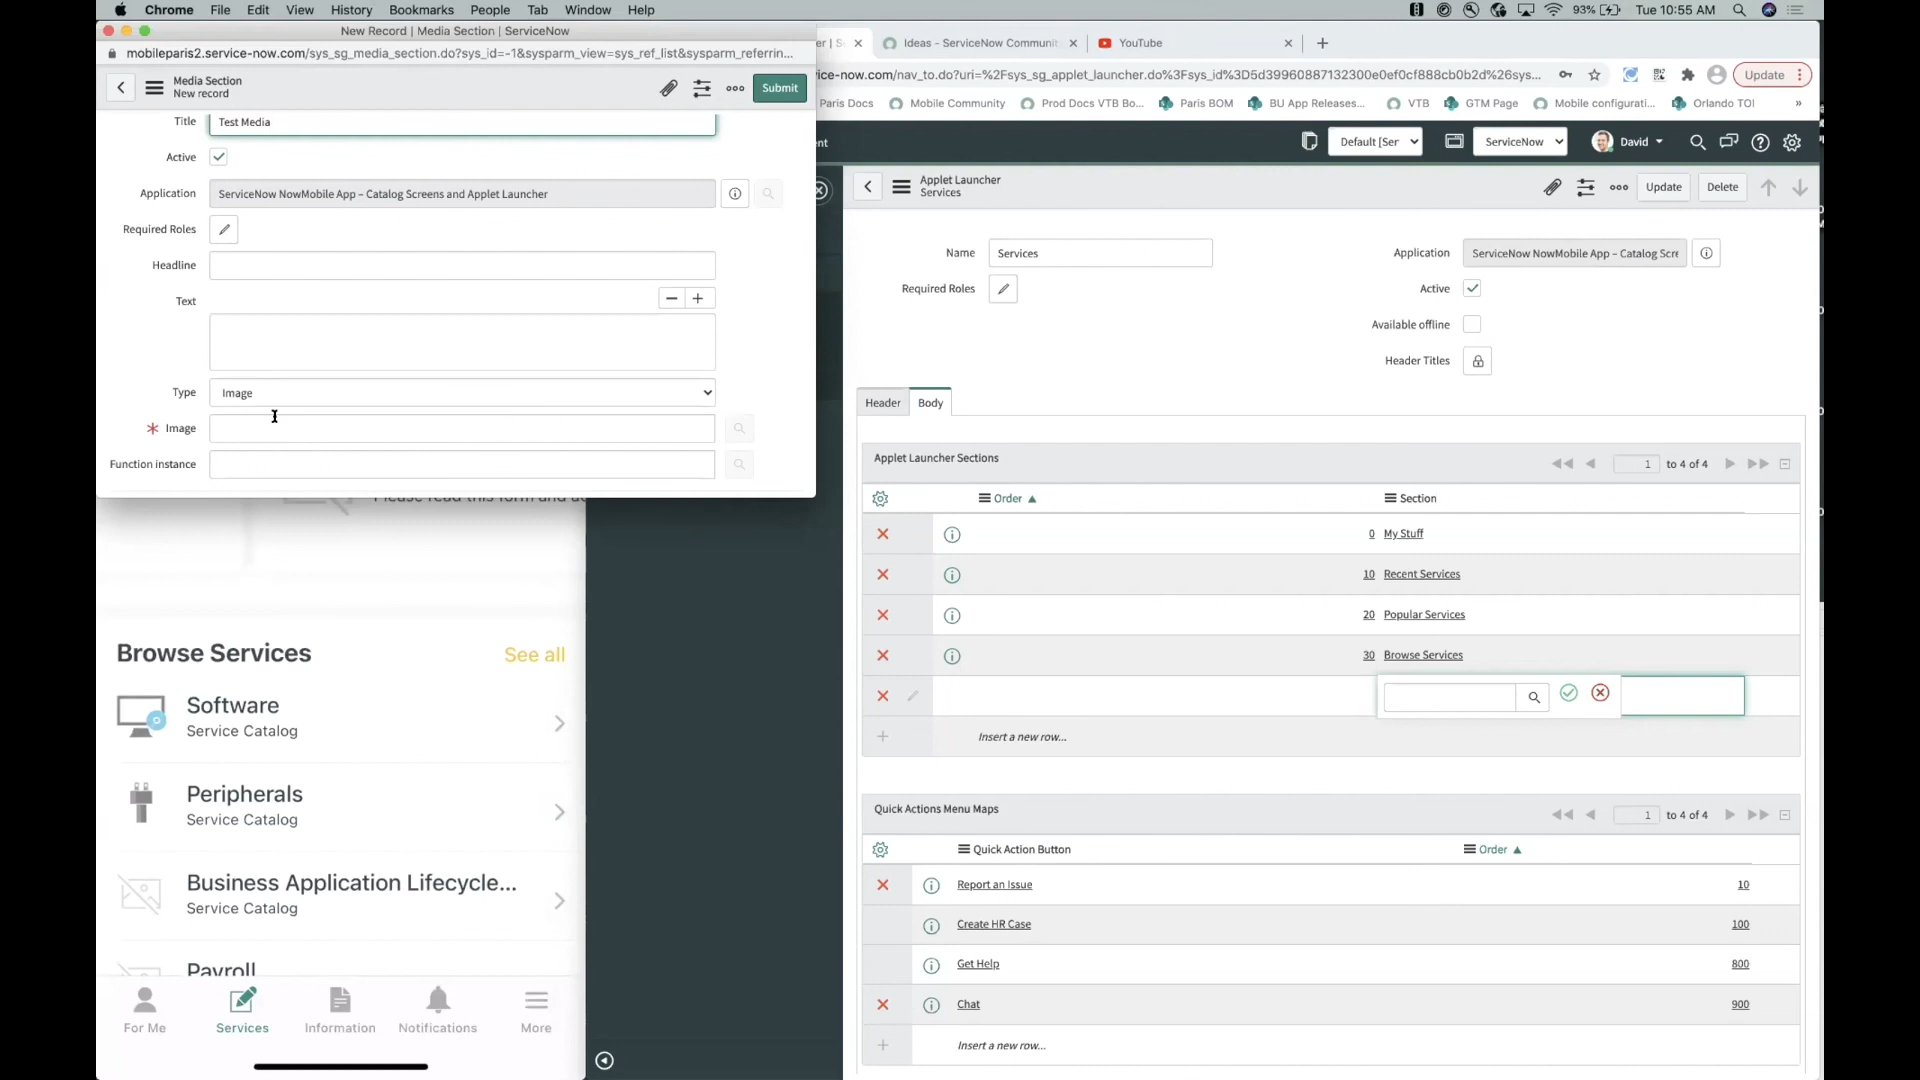 Chrome File Edit View History Bookmarks People Tab Window Help 93% Tue 10:55 AM
New Record | Media Section | ServiceNow
mobileparis2.service-now.com/sys_sg_media_section.do?sys_id=-1&sysparm_view=sys_ref_list&sysparm_referrin...
Media Section
New record
Submit
Title Test Media
Active
Application ServiceNow NowMobile App – Catalog Screens and Applet Launcher
Required Roles
Headline
Text
Type Image
Image
Function instance
Browse Services See all
Software
Service Catalog
Peripherals
Service Catalog
Business Application Lifecycle...
Service Catalog
Payroll
For Me Services Information Notifications More
Ideas - ServiceNow Communit YouTube
ice-now.com/nav_to.do?uri=%2Fsys_sg_applet_launcher.do%3Fsys_id%3D5d39960887132300e0ef0cf888cb0b2d%26sys... Update
Paris Docs Mobile Community Prod Docs VTB Bo... Paris BOM BU App Releases... VTB GTM Page Mobile configurati... Orlando TOI
Default [Ser ServiceNow David
Applet Launcher
Services
Update Delete
Name Services
Application ServiceNow NowMobile App – Catalog Scre
Required Roles
Active
Available offline
Header Titles
Header Body
Applet Launcher Sections 1 to 4 of 4
Order Section
0 My Stuff
10 Recent Services
20 Popular Services
30 Browse Services
Insert a new row...
Quick Actions Menu Maps 1 to 4 of 4
Quick Action Button Order
Report an Issue 10
Create HR Case 100
Get Help 800
Chat 900
Insert a new row...